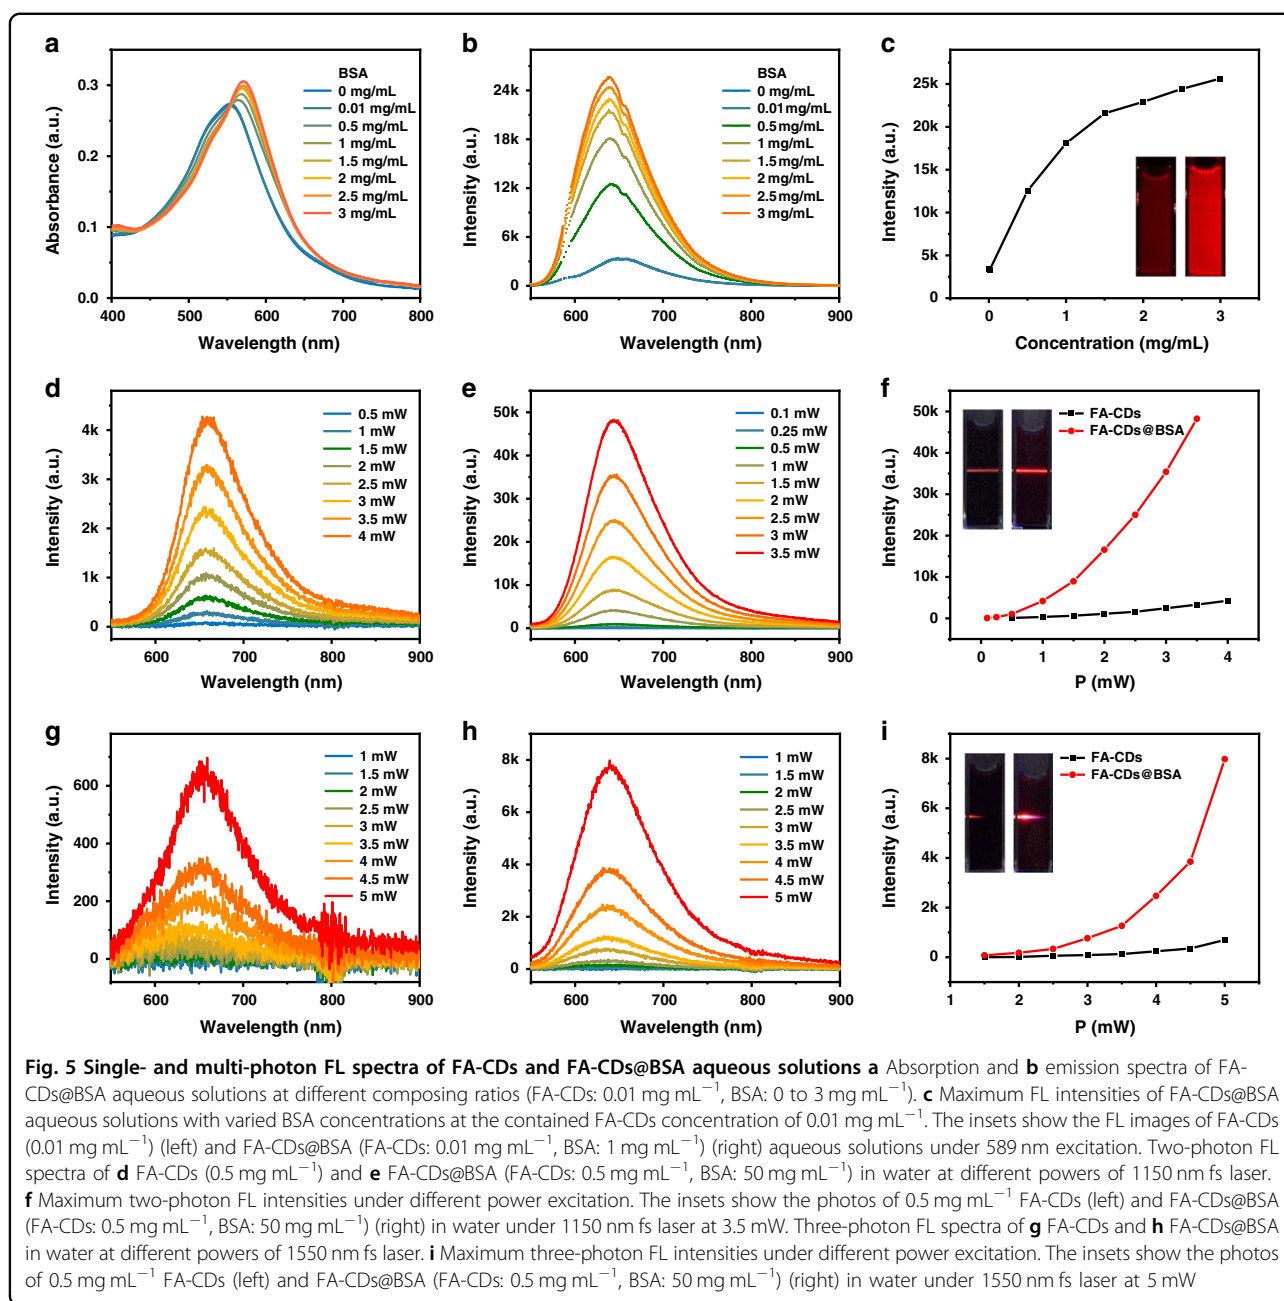 a
Absorbance (a.u.)
0.3
0.2
0.1
0.0
400 500 600 700 800
Wavelength (nm)
BSA
0 mg/mL
0.01 mg/mL
0.5 mg/mL
1 mg/mL
1.5 mg/mL
2 mg/mL
2.5 mg/mL
3 mg/mL
b
Intensity (a.u.)
24k
18k
12k
6k
0
600 700 800 900
Wavelength (nm)
BSA
0 mg/mL
0.01mg/mL
0.5mg/mL
1 mg/mL
1.5mg/mL
2 mg/mL
2.5mg/mL
3 mg/mL
c
Intensity (a.u.)
25k
20k
15k
10k
5k
0
0 1 2 3
Concentration (mg/mL)
d
Intensity (a.u.)
4k
3k
2k
1k
0
600 700 800 900
Wavelength (nm)
0.5 mW
1 mW
1.5 mW
2 mW
2.5 mW
3 mW
3.5 mW
4 mW
e
Intensity (a.u.)
50k
40k
30k
20k
10k
0
600 700 800 900
Wavelength (nm)
0.1 mW
0.25 mW
0.5 mW
1 mW
1.5 mW
2 mW
2.5 mW
3 mW
3.5 mW
f
Intensity (a.u.)
50k
40k
30k
20k
10k
0
0 1 2 3 4
P (mW)
FA-CDs
FA-CDs@BSA
g
Intensity (a.u.)
600
400
200
0
600 700 800 900
Wavelength (nm)
1 mW
1.5 mW
2 mW
2.5 mW
3 mW
3.5 mW
4 mW
4.5 mW
5 mW
h
Intensity (a.u.)
8k
6k
4k
2k
0
600 700 800 900
Wavelength (nm)
1 mW
1.5 mW
2 mW
2.5 mW
3 mW
3.5 mW
4 mW
4.5 mW
5 mW
i
Intensity (a.u.)
8k
6k
4k
2k
0
1 2 3 4 5
P (mW)
FA-CDs
FA-CDs@BSA
Fig. 5 Single- and multi-photon FL spectra of FA-CDs and FA-CDs@BSA aqueous solutions a Absorption and b emission spectra of FA-
CDs@BSA aqueous solutions at different composing ratios (FA-CDs: 0.01 mg mL⁻¹, BSA: 0 to 3 mg mL⁻¹). c Maximum FL intensities of FA-CDs@BSA
aqueous solutions with varied BSA concentrations at the contained FA-CDs concentration of 0.01 mg mL⁻¹. The insets show the FL images of FA-CDs
(0.01 mg mL⁻¹) (left) and FA-CDs@BSA (FA-CDs: 0.01 mg mL⁻¹, BSA: 1 mg mL⁻¹) (right) aqueous solutions under 589 nm excitation. Two-photon FL
spectra of d FA-CDs (0.5 mg mL⁻¹) and e FA-CDs@BSA (FA-CDs: 0.5 mg mL⁻¹, BSA: 50 mg mL⁻¹) in water at different powers of 1150 nm fs laser.
f Maximum two-photon FL intensities under different power excitation. The insets show the photos of 0.5 mg mL⁻¹ FA-CDs (left) and FA-CDs@BSA
(FA-CDs: 0.5 mg mL⁻¹, BSA: 50 mg mL⁻¹) (right) in water under 1150 nm fs laser at 3.5 mW. Three-photon FL spectra of g FA-CDs and h FA-CDs@BSA
in water at different powers of 1550 nm fs laser. i Maximum three-photon FL intensities under different power excitation. The insets show the photos
of 0.5 mg mL⁻¹ FA-CDs (left) and FA-CDs@BSA (FA-CDs: 0.5 mg mL⁻¹, BSA: 50 mg mL⁻¹) (right) in water under 1550 nm fs laser at 5 mW